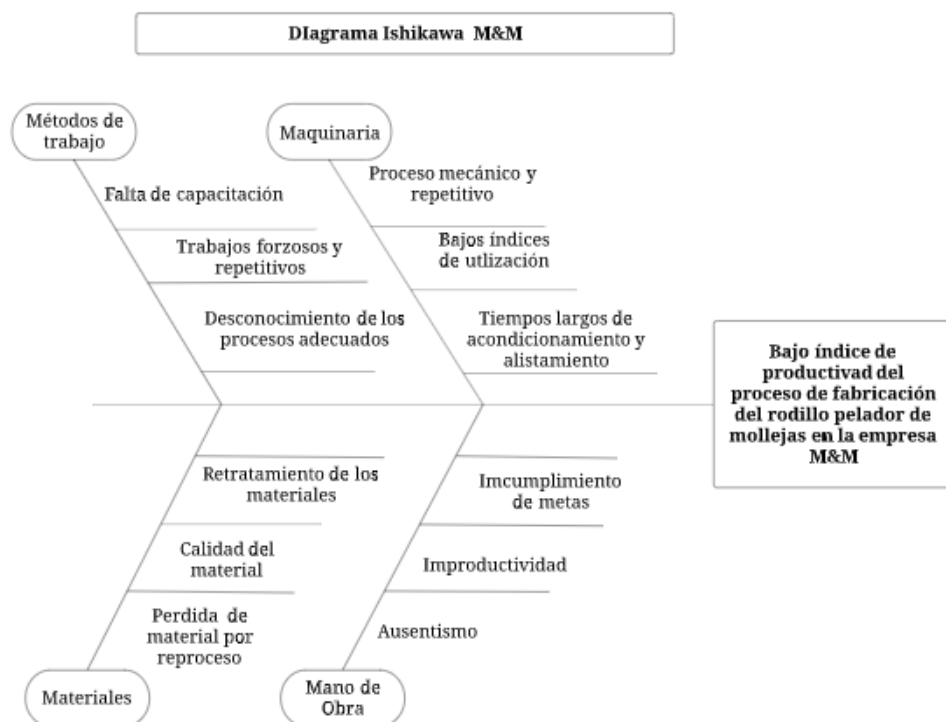 DIagrama Ishikawa M&M
Métodos de
trabajo
Maquinaria
Falta de capacitación
Trabajos forzosos y
repetitivos
Desconocimiento de los
procesos adecuados
Proceso mecánico y
repetitivo
Bajos índices
de utlización
Tiempos largos de
acondicionamiento y
alistamiento
Bajo índice de
productivad del
proceso de fabricación
del rodillo pelador de
mollejas en la empresa
M&M
Retratamiento de los
materiales
Calidad del
material
Perdida de
material por
reproceso
Imcumplimiento
de metas
Improductividad
Ausentismo
Materiales
Mano de
Obra